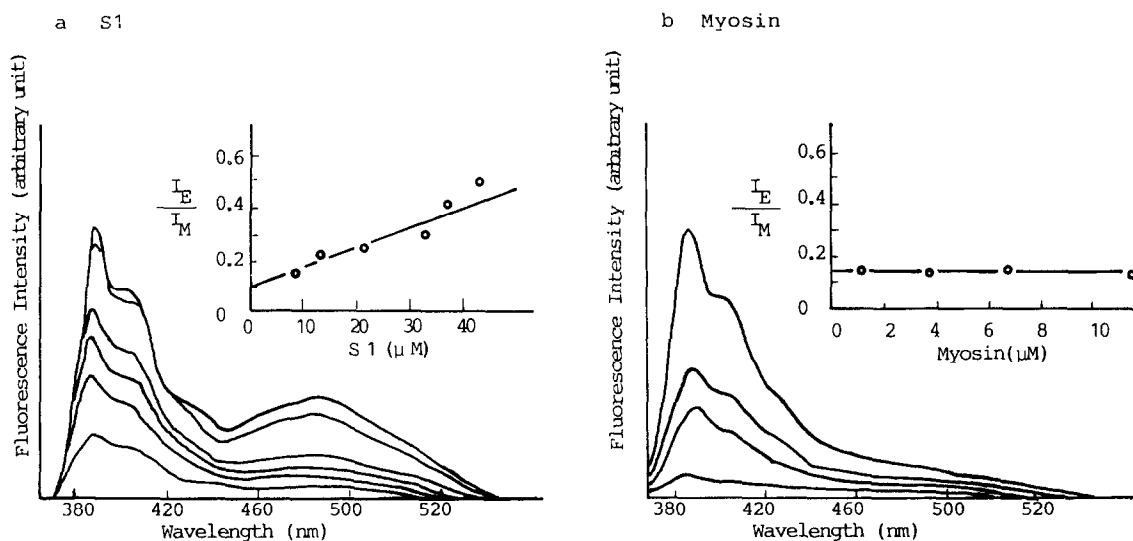 a S1
Fluorescence Intensity (arbitrary unit)
I_E
I_M
0.6
0.4
0.2
0
0 10 20 30 40
S1 (μM)
380 420 460 500 520
Wavelength (nm)
b Myosin
Fluorescence Intensity (arbitrary unit)
I_E
I_M
0.6
0.4
0.2
0
0 2 4 6 8 10
Myosin(μM)
380 420 500 520
Wavelength (nm)